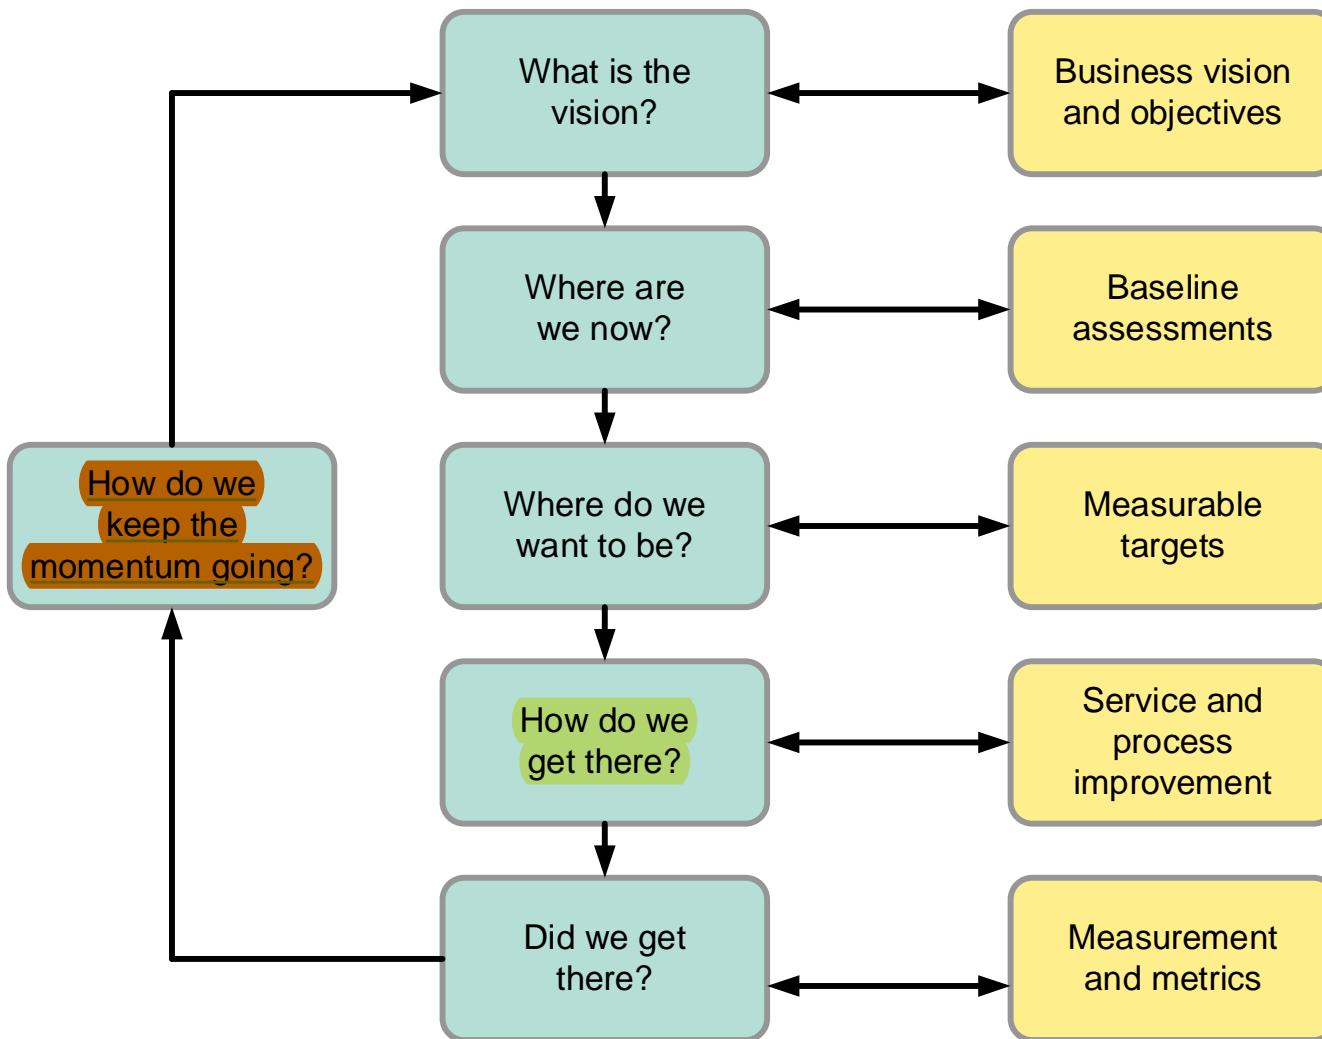 What is the
vision?
Business vision
and objectives
Where are
we now?
Baseline
assessments
How do we
keep the
momentum going?
Where do we
want to be?
Measurable
targets
How do we
get there?
Service and
process
improvement
Did we get
there?
Measurement
and metrics